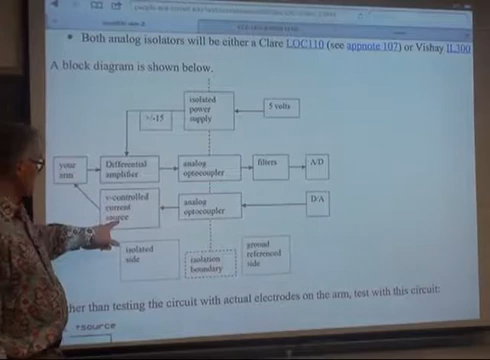 • Both analog isolators will be either a Clare LOC110 (see appnote 107) or Vishay IL300
A block diagram is shown below.
isolated
power
supply
5 volts
+/-15
your
arm
Differential
amplifier
analog
optocoupler
filters
A/D
v-controlled
current
source
analog
optocoupler
D/A
isolated
side
isolation
boundary
ground
referenced
side
her than testing the circuit with actual electrodes on the arm, test with this circuit:
source